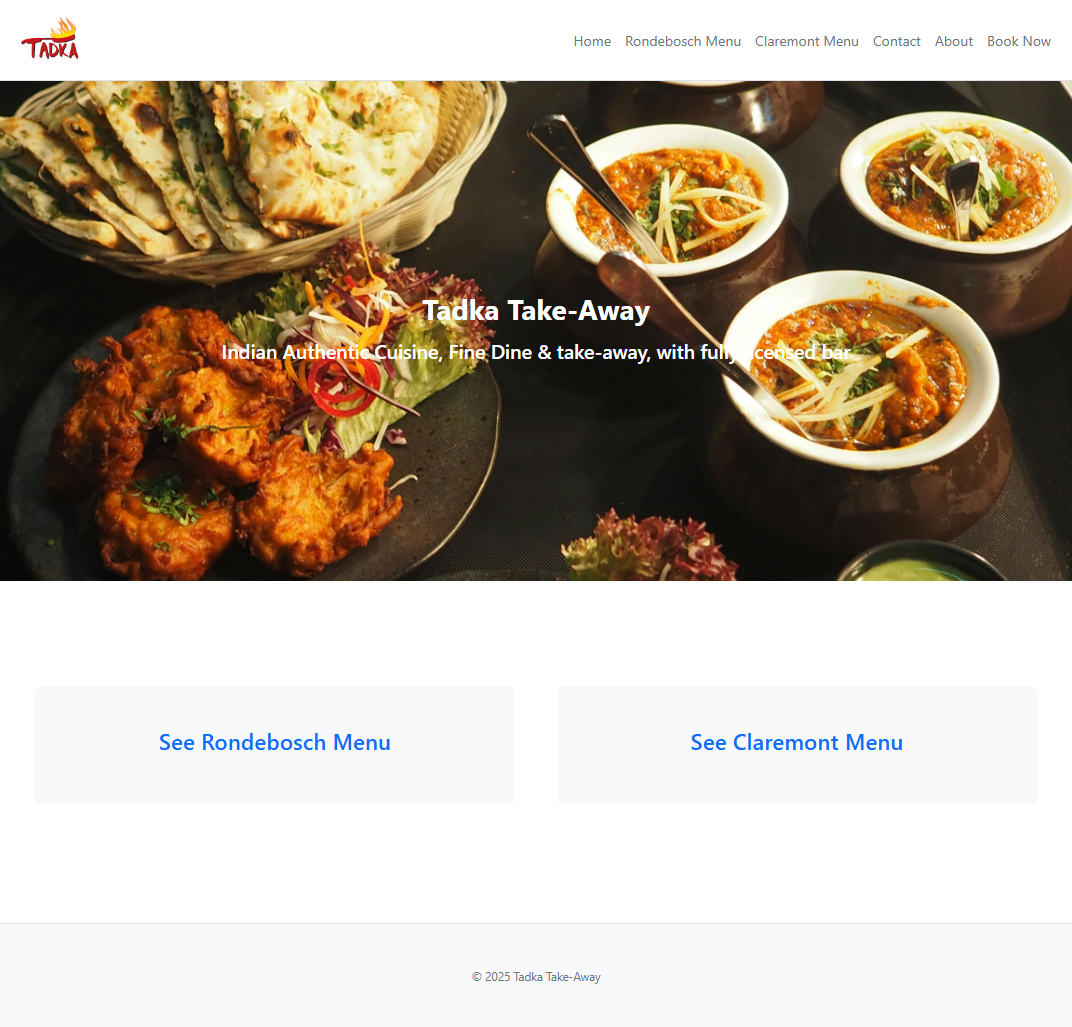 TADKA
Home Rondebosch Menu Claremont Menu Contact About Book Now
Tadka Take-Away
Indian Authentic Cuisine, Fine Dine & take-away, with fully licensed bar
See Rondebosch Menu
See Claremont Menu
© 2025 Tadka Take-Away